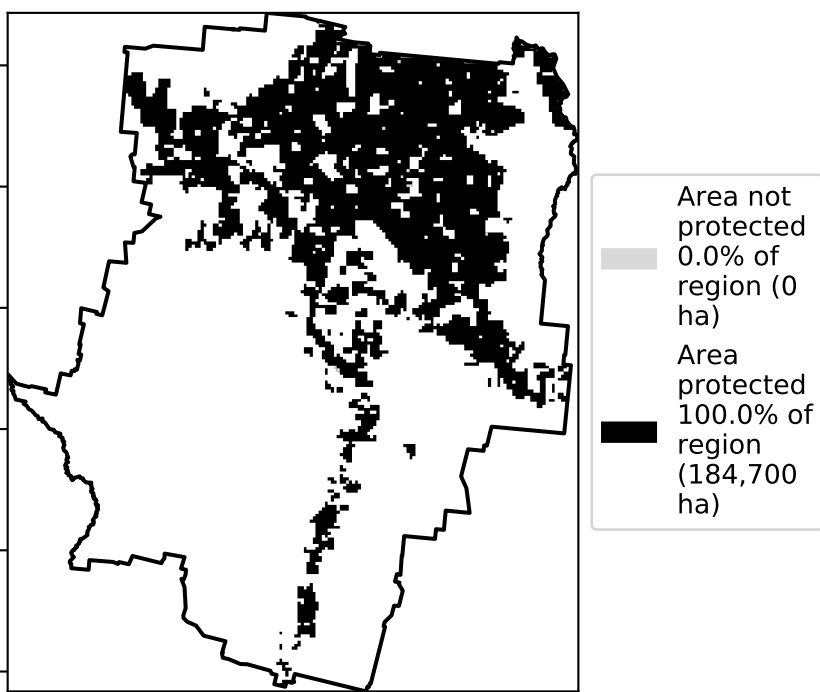 Area not
protected
0.0% of
region (0
ha)
Area
protected
100.0% of
region
(184,700
ha)